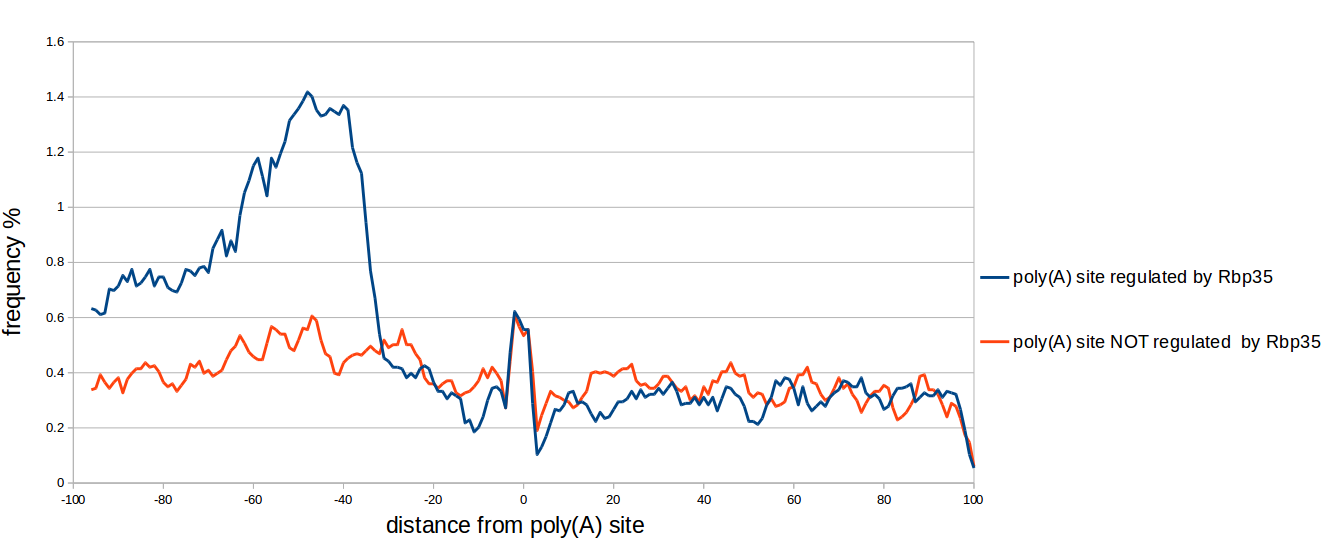 1.6
1.4
1.2
1
0.8
0.6
0.4
0.2
0
frequency %
-100 -80 -60 -40 -20 0 20 40 60 80 100
distance from poly(A) site
poly(A) site regulated by Rbp35
poly(A) site NOT regulated  by Rbp35